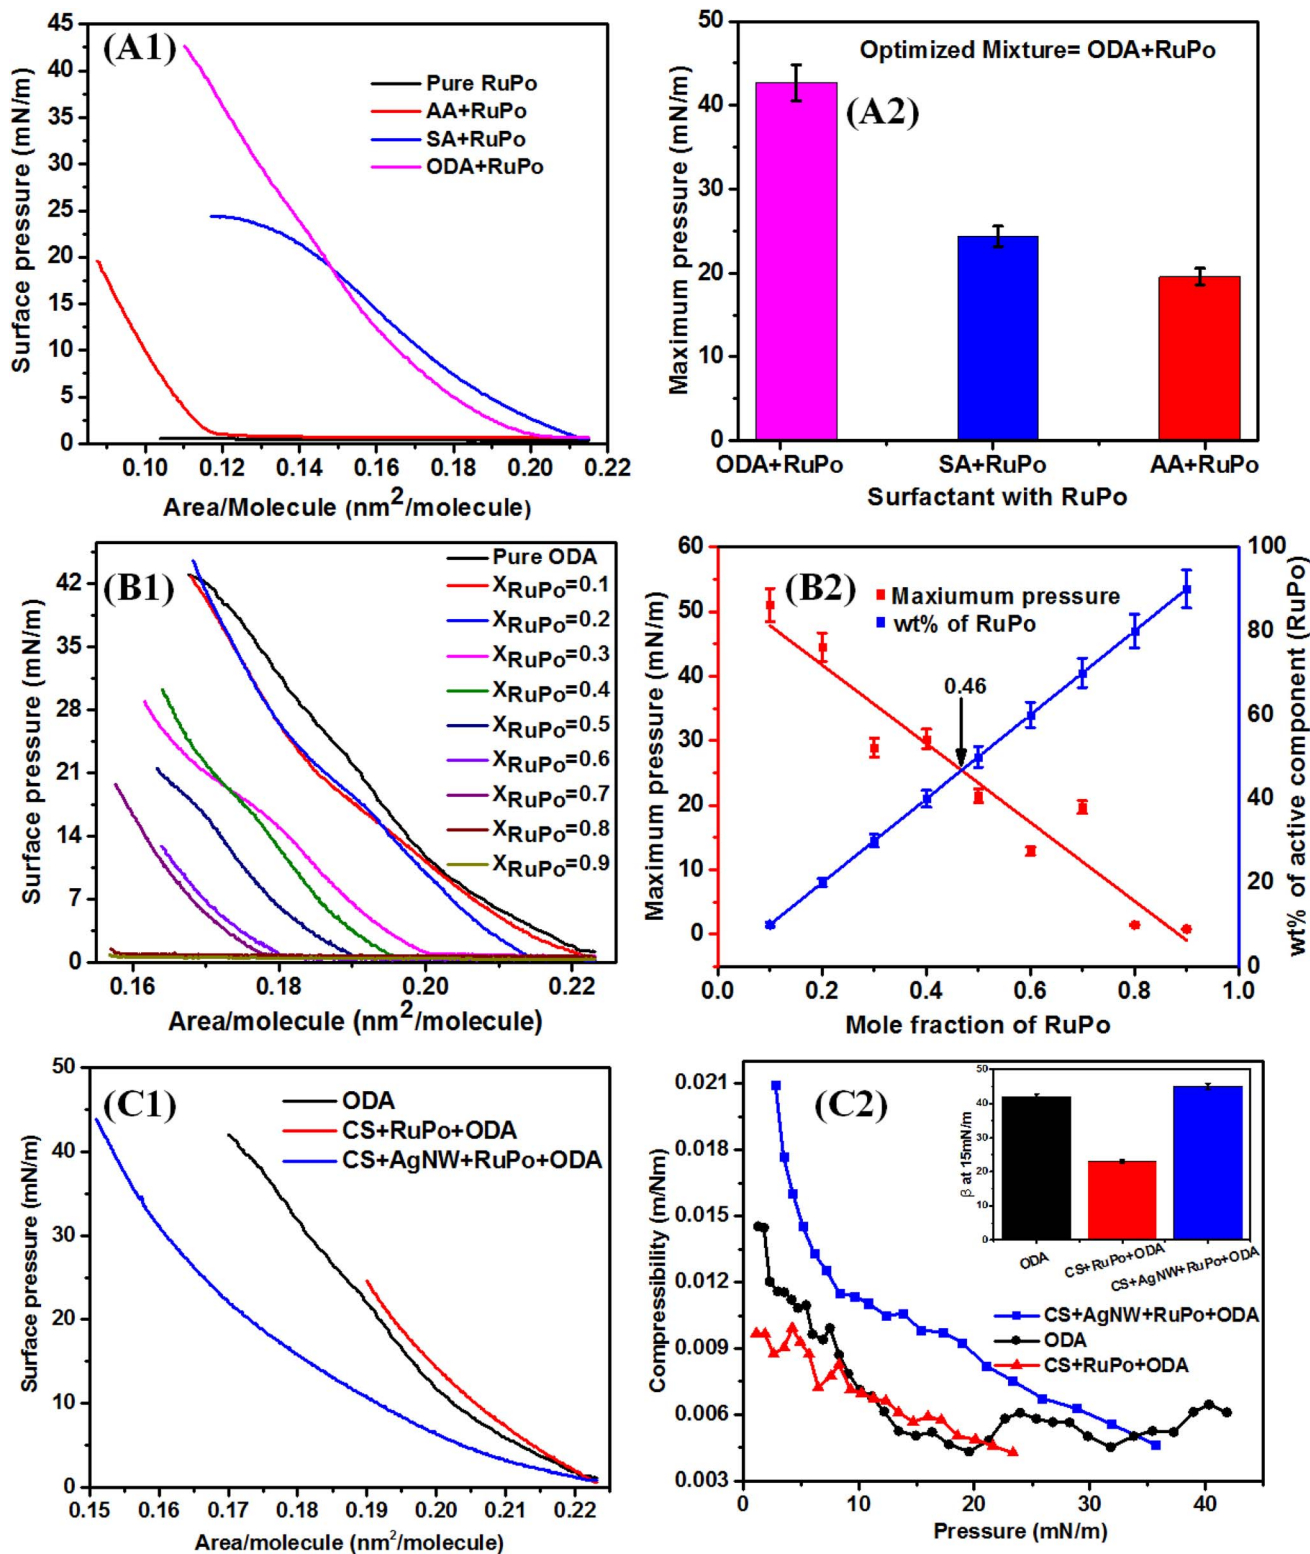 (A1)
Surface pressure (mN/m)
45
40
35
30
25
20
15
10
5
0
Pure RuPo
AA+RuPo
SA+RuPo
ODA+RuPo
0.10 0.12 0.14 0.16 0.18 0.20 0.22
Area/Molecule (nm²/molecule)
(A2)
Optimized Mixture= ODA+RuPo
Maximum pressure (mN/m)
50
40
30
20
10
0
ODA+RuPo SA+RuPo AA+RuPo
Surfactant with RuPo
(B1)
Surface pressure (mN/m)
42
35
28
21
14
7
0
Pure ODA
X_RuPo=0.1
X_RuPo=0.2
X_RuPo=0.3
X_RuPo=0.4
X_RuPo=0.5
X_RuPo=0.6
X_RuPo=0.7
X_RuPo=0.8
X_RuPo=0.9
0.16 0.18 0.20 0.22
Area/molecule (nm²/molecule)
(B2)
Maximum pressure (mN/m)
60
50
40
30
20
10
0
Maxiumum pressure
wt% of RuPo
0.46
100
80
60
40
20
0
wt% of active component (RuPo)
0.0 0.2 0.4 0.6 0.8 1.0
Mole fraction of RuPo
(C1)
Surface pressure (mN/m)
50
40
30
20
10
0
ODA
CS+RuPo+ODA
CS+AgNW+RuPo+ODA
0.15 0.16 0.17 0.18 0.19 0.20 0.21 0.22
Area/molecule (nm²/molecule)
(C2)
Compressibility (m/Nm)
0.021
0.018
0.015
0.012
0.009
0.006
0.003
β at 15mN/m
50
40
30
20
10
0
ODA
CS+RuPo+ODA
CS+AgNW+RuPo+ODA
CS+AgNW+RuPo+ODA
ODA
CS+RuPo+ODA
0 10 20 30 40
Pressure (mN/m)